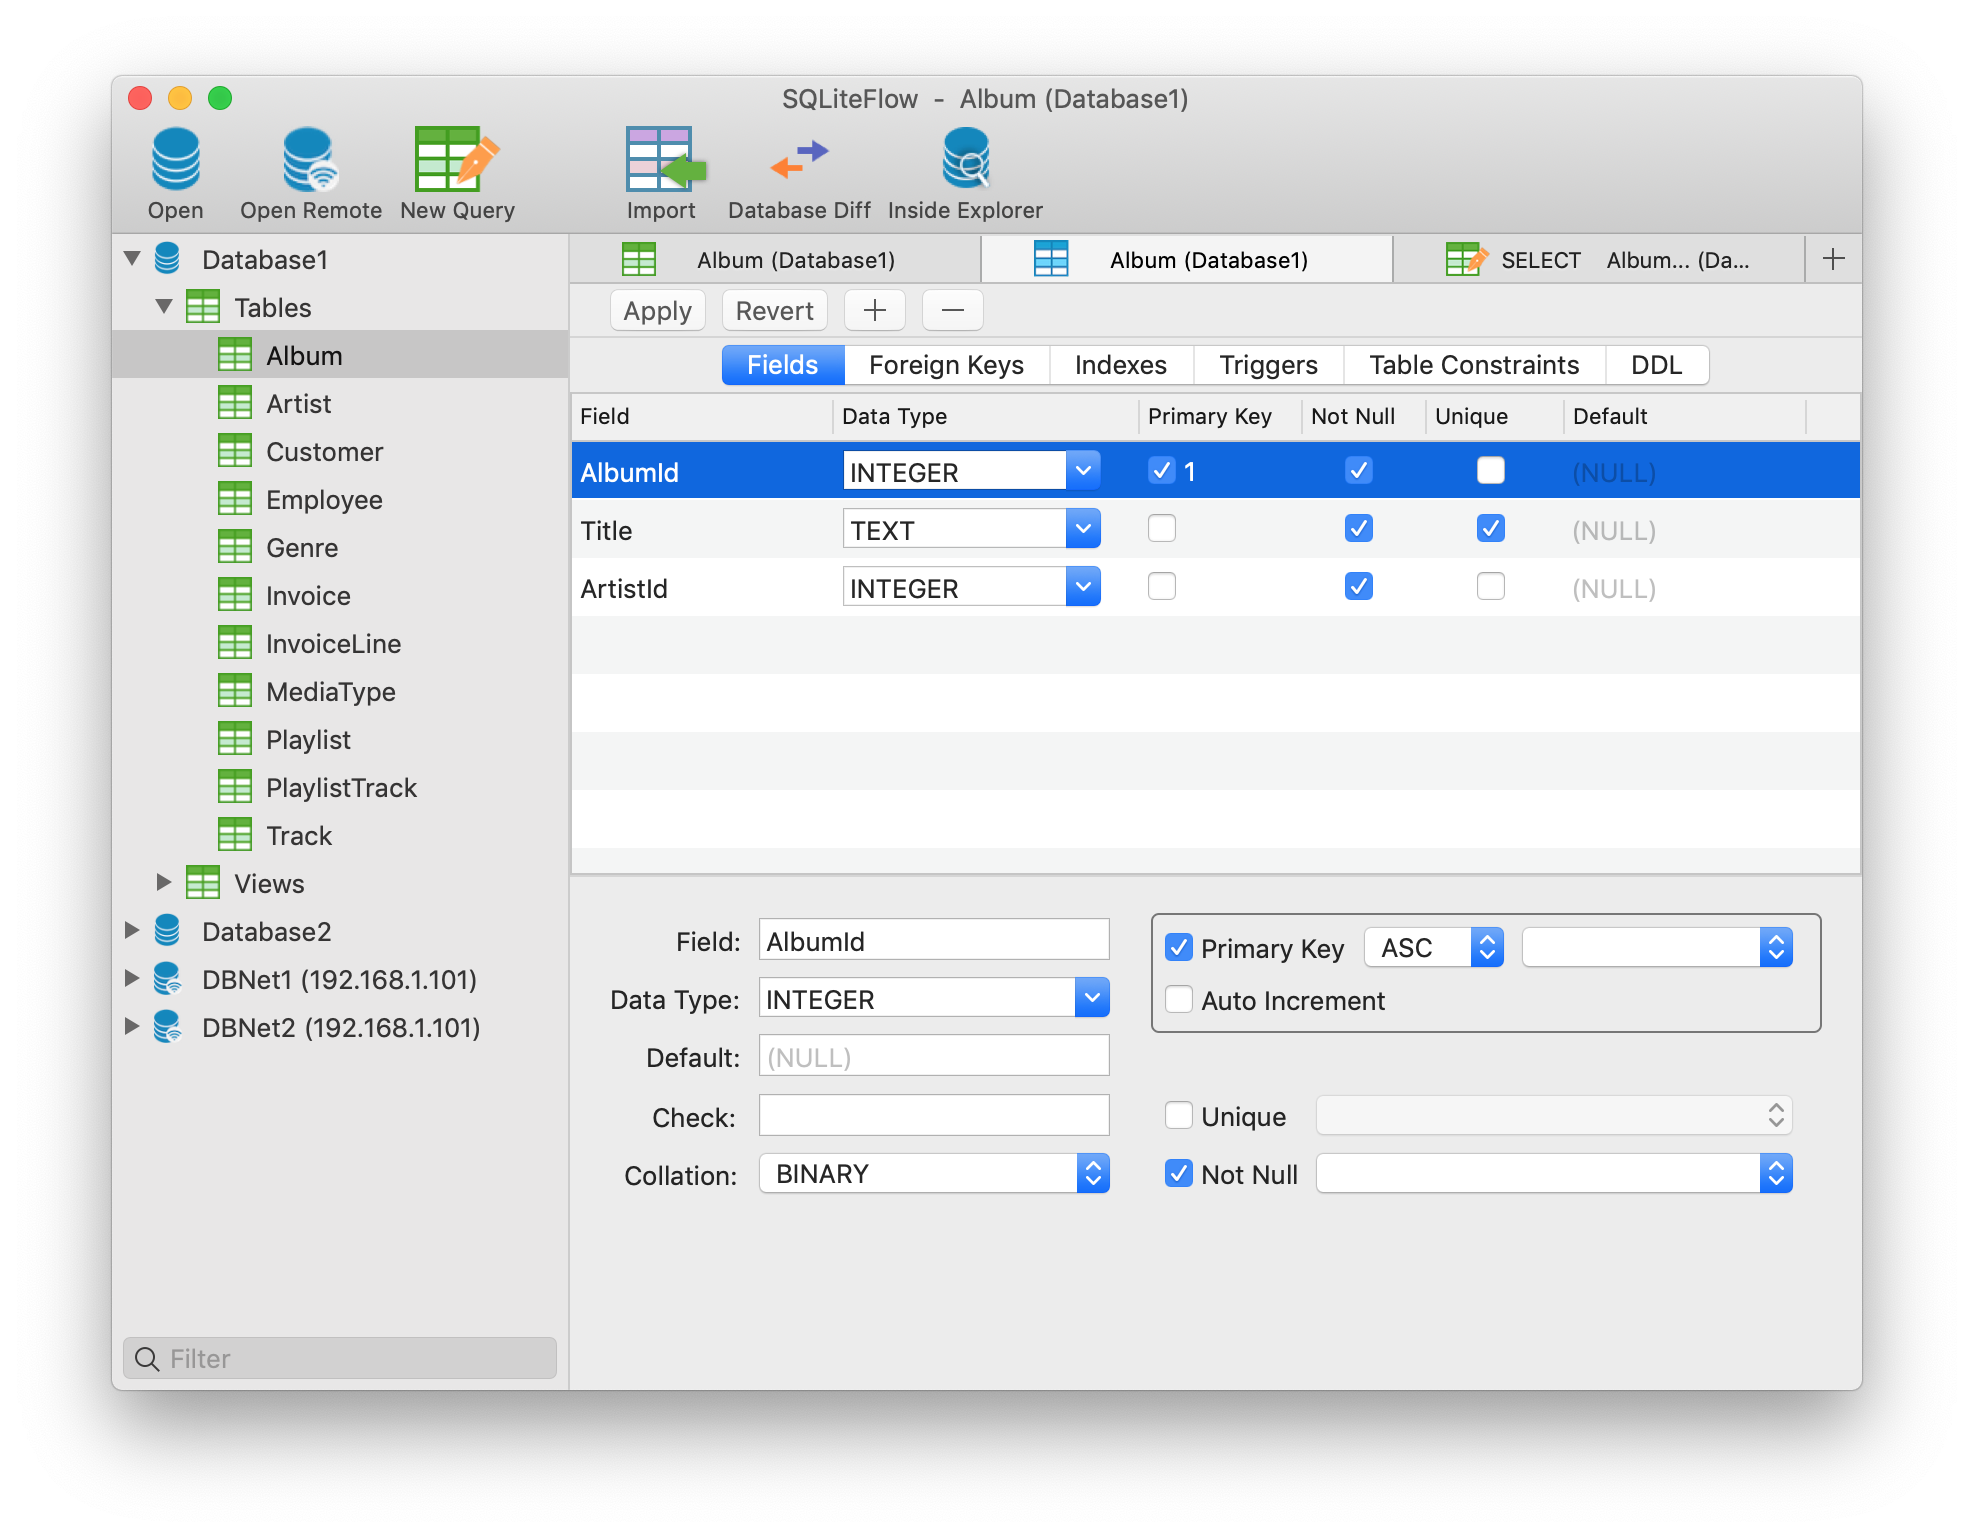 SQLiteFlow - Album (Database1)
Open
Open Remote
New Query
Import
Database Diff
Inside Explorer
Database1
Tables
Album
Artist
Customer
Employee
Genre
Invoice
InvoiceLine
MediaType
Playlist
PlaylistTrack
Track
Views
Database2
DBNet1 (192.168.1.101)
DBNet2 (192.168.1.101)
Filter
Album (Database1)
Album (Database1)
SELECT Album... (Da...
Apply
Revert
Fields
Foreign Keys
Indexes
Triggers
Table Constraints
DDL
Field Data Type Primary Key Not Null Unique Default
AlbumId INTEGER 1 (NULL)
Title TEXT (NULL)
ArtistId INTEGER (NULL)
Field: AlbumId
Data Type: INTEGER
Default: (NULL)
Check:
Collation: BINARY
Primary Key ASC
Auto Increment
Unique
Not Null